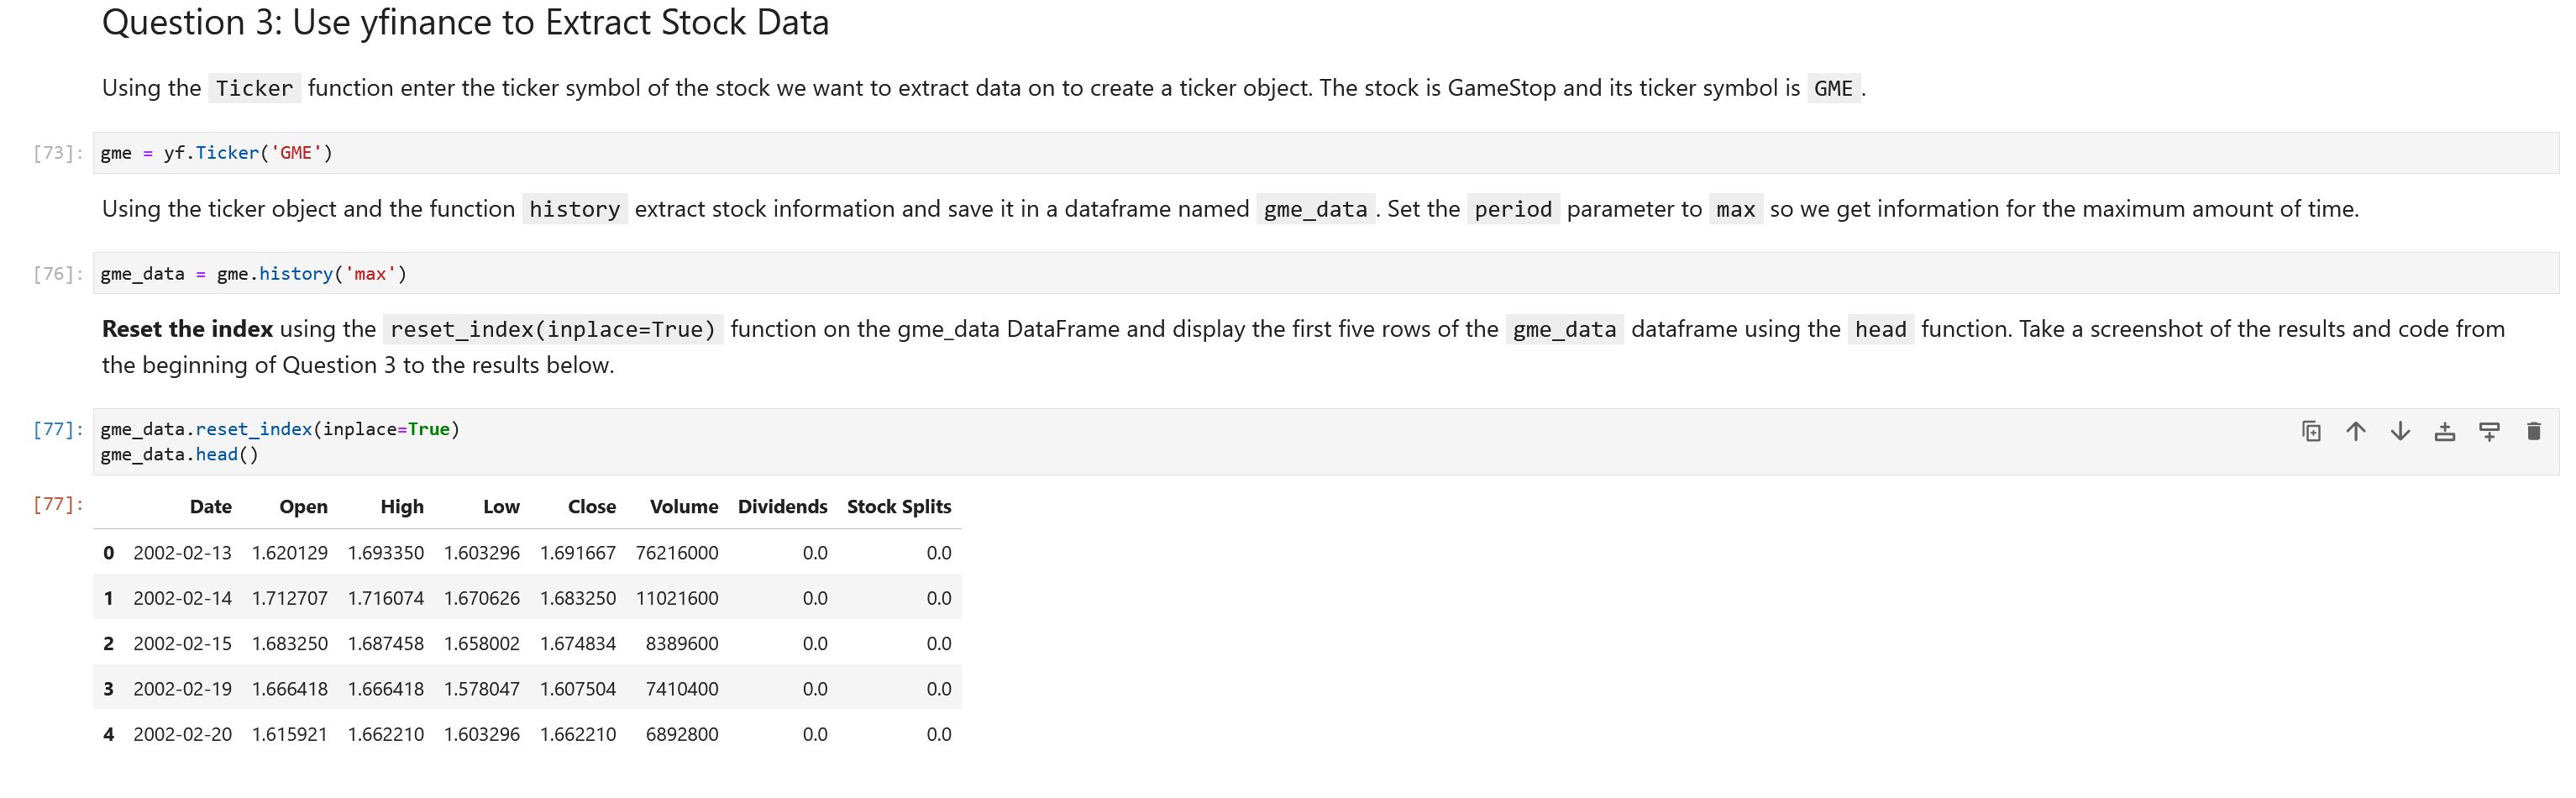 Question 3: Use yfinance to Extract Stock Data
Using the Ticker function enter the ticker symbol of the stock we want to extract data on to create a ticker object. The stock is GameStop and its ticker symbol is GME .
[73]: gme = yf.Ticker('GME')
Using the ticker object and the function history extract stock information and save it in a dataframe named gme_data . Set the period parameter to max so we get information for the maximum amount of time.
[76]: gme_data = gme.history('max')
Reset the index using the reset_index(inplace=True) function on the gme_data DataFrame and display the first five rows of the gme_data dataframe using the head function. Take a screenshot of the results and code from
the beginning of Question 3 to the results below.
[77]: gme_data.reset_index(inplace=True)
gme_data.head()
[77]: Date Open High Low Close Volume Dividends Stock Splits
0 2002-02-13 1.620129 1.693350 1.603296 1.691667 76216000 0.0 0.0
1 2002-02-14 1.712707 1.716074 1.670626 1.683250 11021600 0.0 0.0
2 2002-02-15 1.683250 1.687458 1.658002 1.674834 8389600 0.0 0.0
3 2002-02-19 1.666418 1.666418 1.578047 1.607504 7410400 0.0 0.0
4 2002-02-20 1.615921 1.662210 1.603296 1.662210 6892800 0.0 0.0